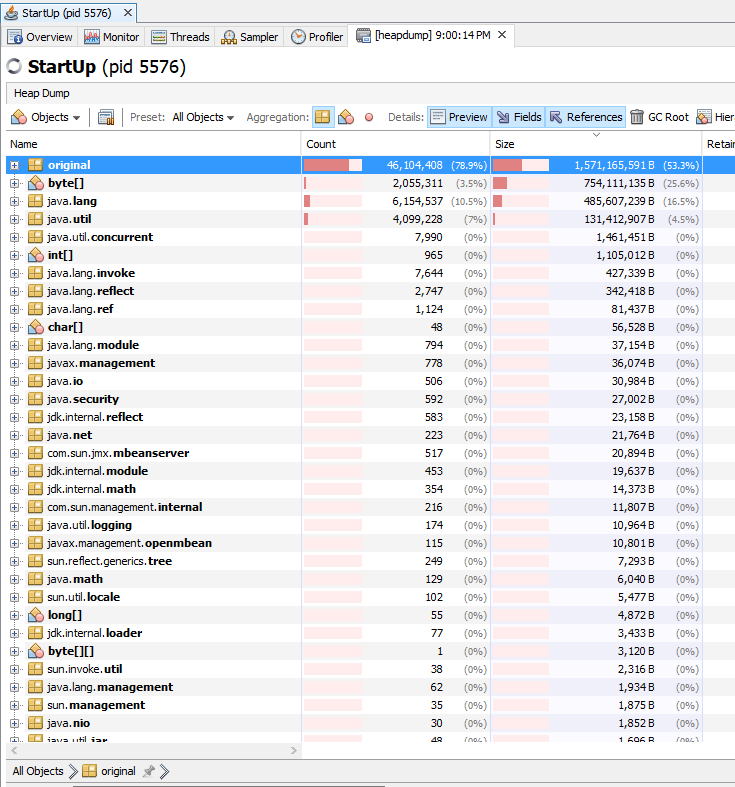 StartUp (pid 5576)
Overview Monitor Threads Sampler Profiler [heapdump] 9:00:14 PM
StartUp (pid 5576)
Heap Dump
Objects Preset: All Objects Aggregation: Details: Preview Fields References GC Root Hier
Name Count Size Retain
original 46,104,408 (78.9%) 1,571,165,591 B (53.3%)
byte[] 2,055,311 (3.5%) 754,111,135 B (25.6%)
java.lang 6,154,537 (10.5%) 485,607,239 B (16.5%)
java.util 4,099,228 (7%) 131,412,907 B (4.5%)
java.util.concurrent 7,990 (0%) 1,461,451 B (0%)
int[] 965 (0%) 1,105,012 B (0%)
java.lang.invoke 7,644 (0%) 427,339 B (0%)
java.lang.reflect 2,747 (0%) 342,418 B (0%)
java.lang.ref 1,124 (0%) 81,437 B (0%)
char[] 48 (0%) 56,528 B (0%)
java.lang.module 794 (0%) 37,154 B (0%)
javax.management 778 (0%) 36,074 B (0%)
java.io 506 (0%) 30,984 B (0%)
java.security 592 (0%) 27,002 B (0%)
jdk.internal.reflect 583 (0%) 23,158 B (0%)
java.net 223 (0%) 21,764 B (0%)
com.sun.jmx.mbeanserver 517 (0%) 20,894 B (0%)
jdk.internal.module 453 (0%) 19,637 B (0%)
jdk.internal.math 354 (0%) 14,373 B (0%)
com.sun.management.internal 216 (0%) 11,807 B (0%)
java.util.logging 174 (0%) 10,964 B (0%)
javax.management.openmbean 115 (0%) 10,801 B (0%)
sun.reflect.generics.tree 249 (0%) 7,293 B (0%)
java.math 129 (0%) 6,040 B (0%)
sun.util.locale 102 (0%) 5,477 B (0%)
long[] 55 (0%) 4,872 B (0%)
jdk.internal.loader 77 (0%) 3,433 B (0%)
byte[][] 1 (0%) 3,120 B (0%)
sun.invoke.util 38 (0%) 2,316 B (0%)
java.lang.management 62 (0%) 1,934 B (0%)
sun.management 35 (0%) 1,875 B (0%)
java.nio 30 (0%) 1,852 B (0%)
java.util.jar 48 (0%) 1,696 B (0%)
All Objects original